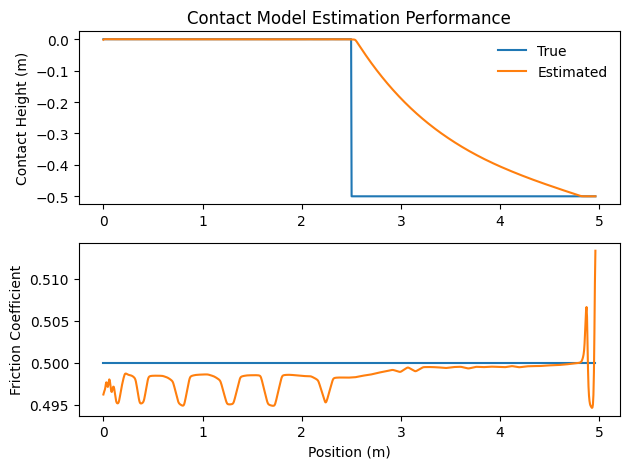 Contact Model Estimation Performance
Contact Height (m)
0.0
−0.1
−0.2
−0.3
−0.4
−0.5
True
Estimated
0 1 2 3 4 5
Friction Coefficient
0.510
0.505
0.500
0.495
0 1 2 3 4 5
Position (m)